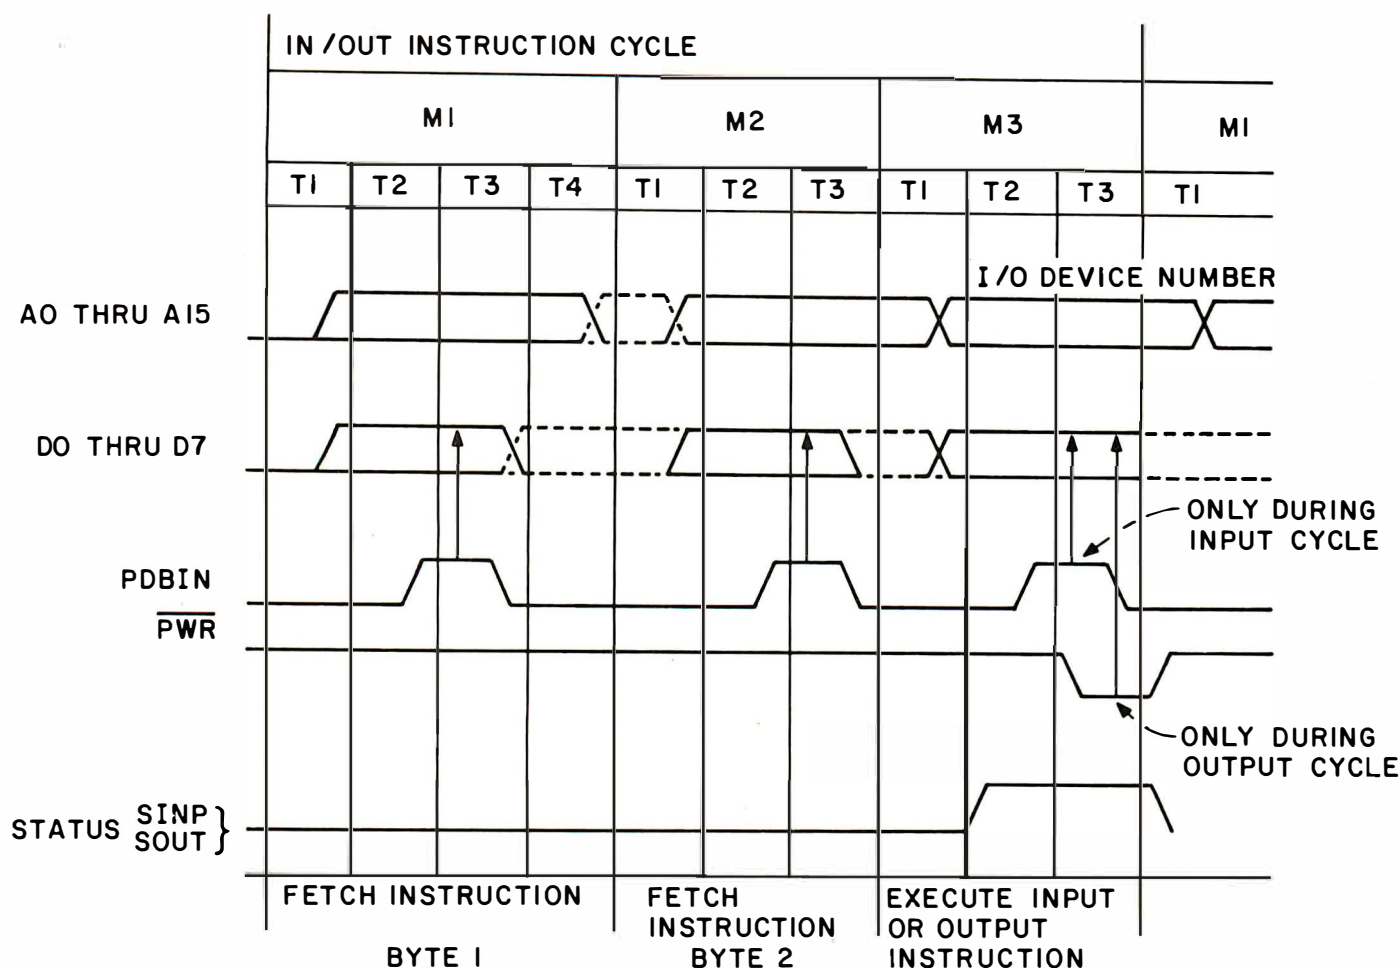 IN/OUT INSTRUCTION CYCLE
M1 M2 M3 M1
T1 T2 T3 T4 T1 T2 T3 T1 T2 T3 T1
I/O DEVICE NUMBER
A0 THRU A15
D0 THRU D7
ONLY DURING
INPUT CYCLE
PDBIN
PWR
ONLY DURING
OUTPUT CYCLE
STATUS SINP
SOUT
FETCH INSTRUCTION
BYTE 1
FETCH
INSTRUCTION
BYTE 2
EXECUTE INPUT
OR OUTPUT
INSTRUCTION